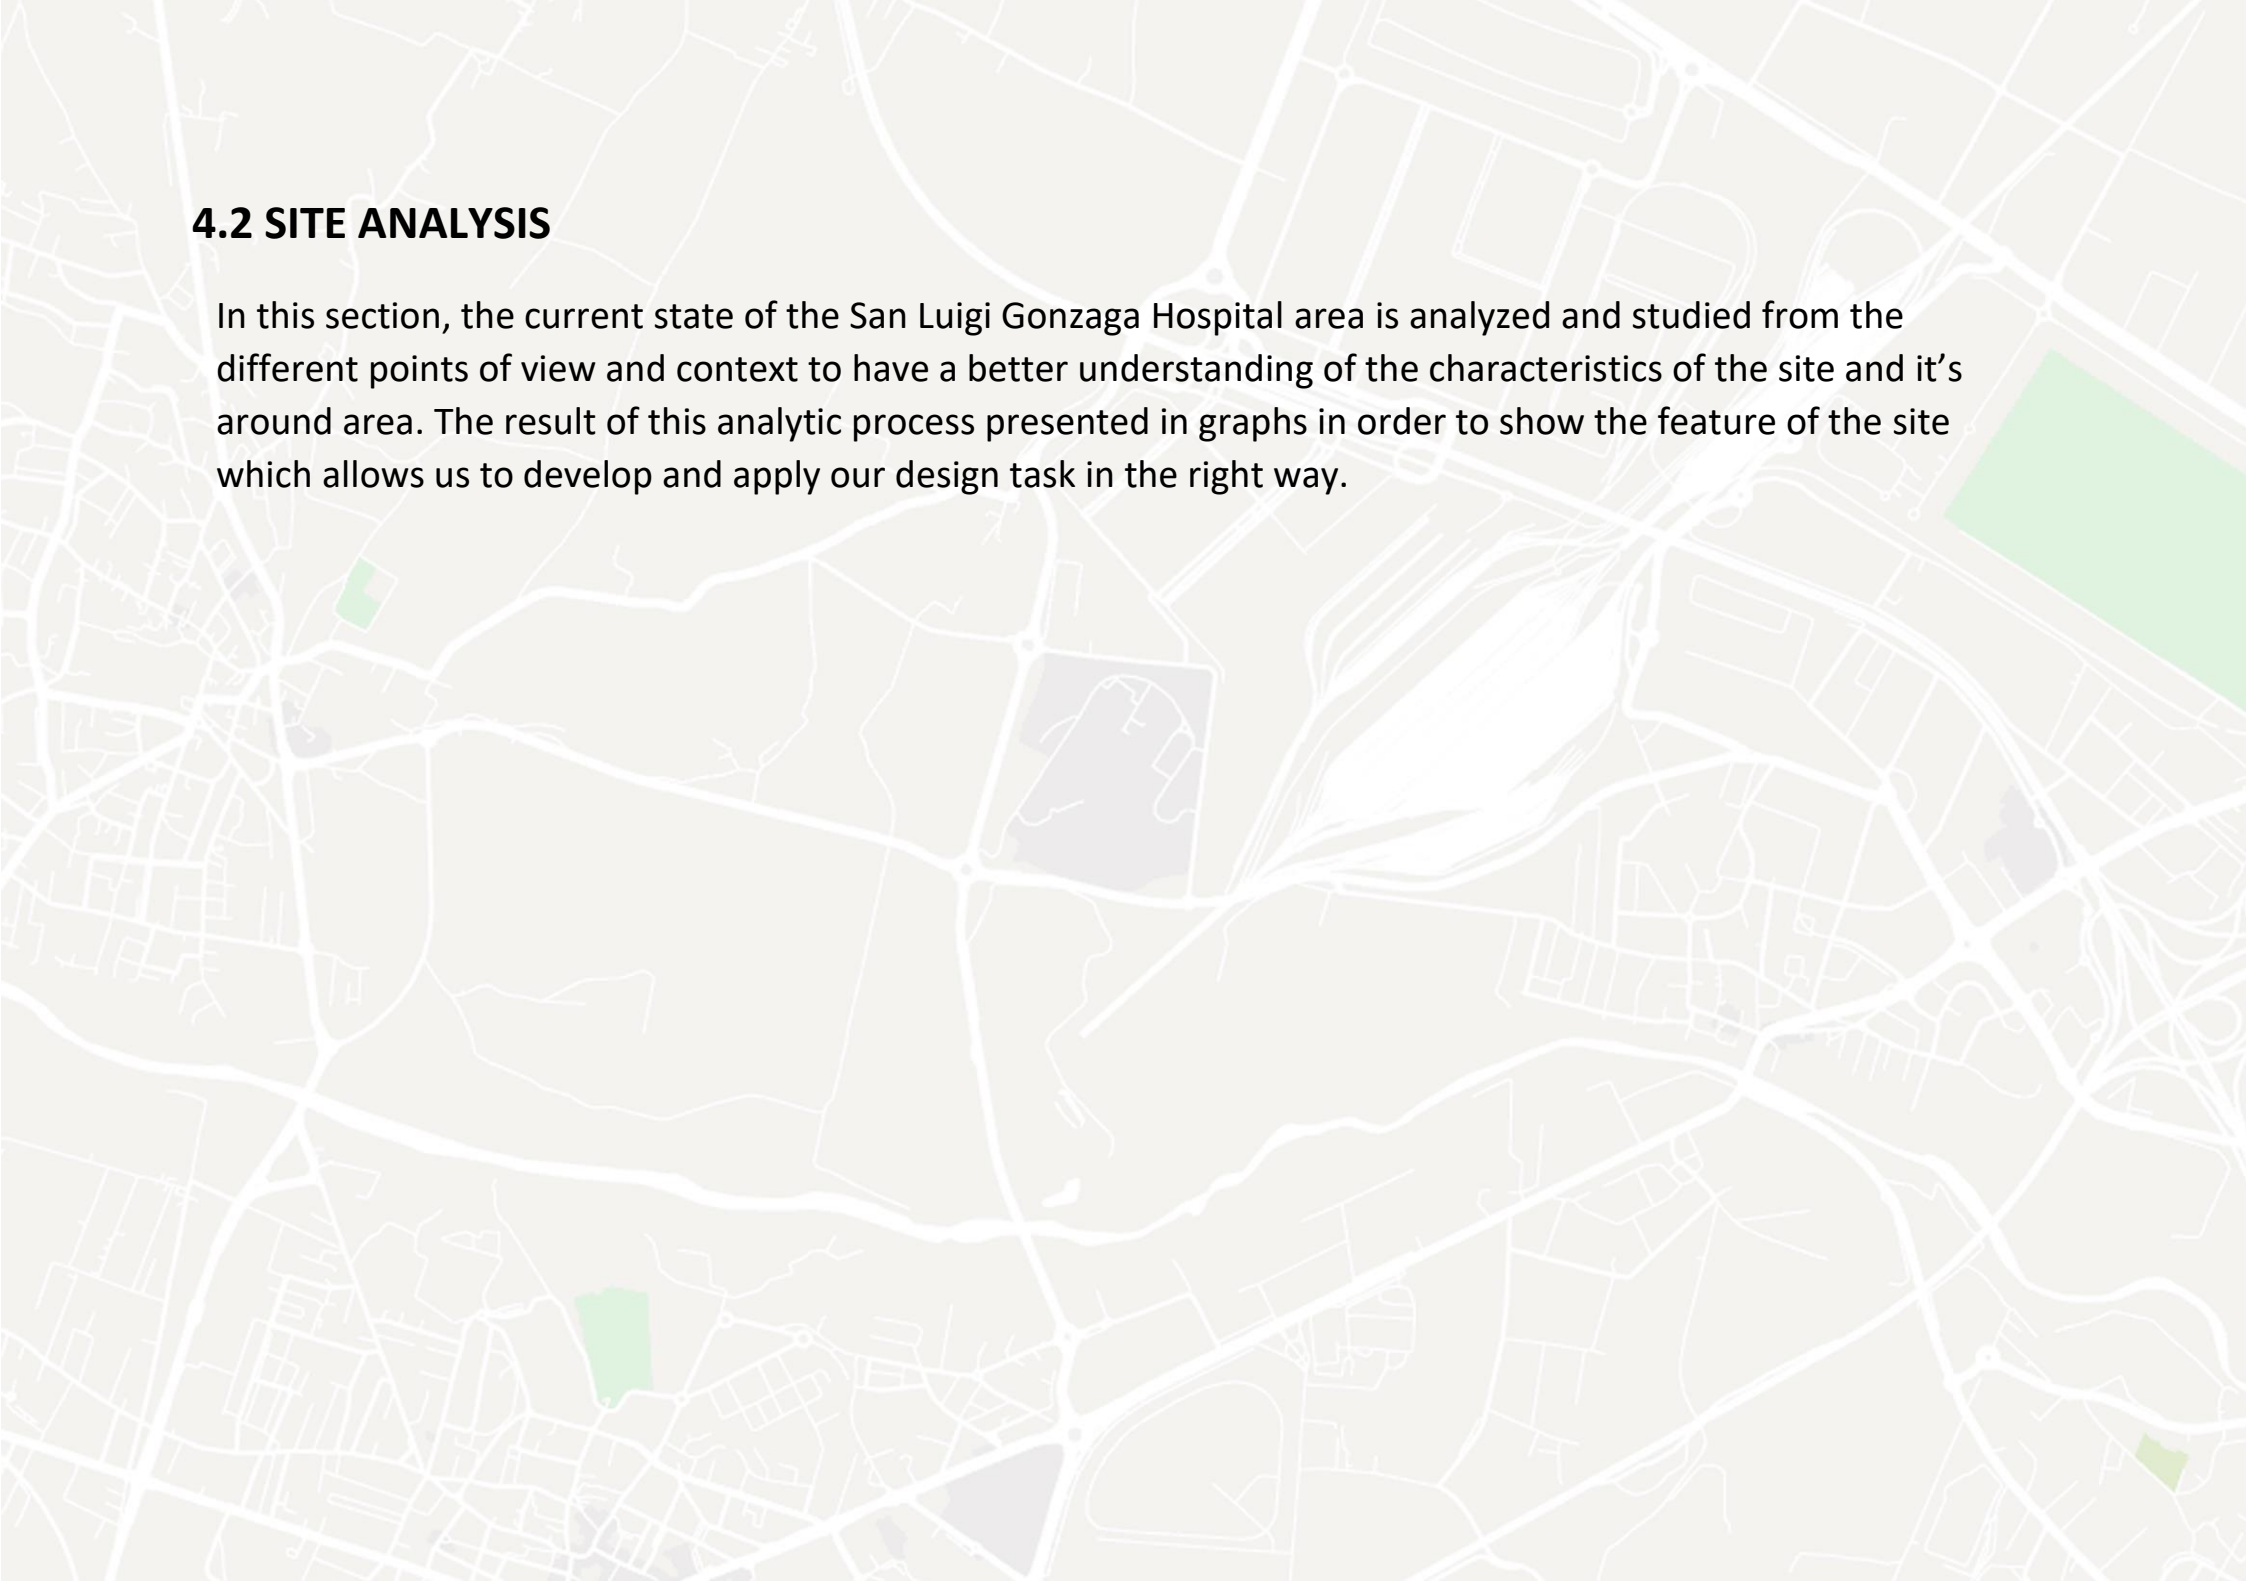 4.2 SITE ANALYSIS
In this section, the current state of the San Luigi Gonzaga Hospital area is analyzed and studied from the
different points of view and context to have a better understanding of the characteristics of the site and it’s
around area. The result of this analytic process presented in graphs in order to show the feature of the site
which allows us to develop and apply our design task in the right way.